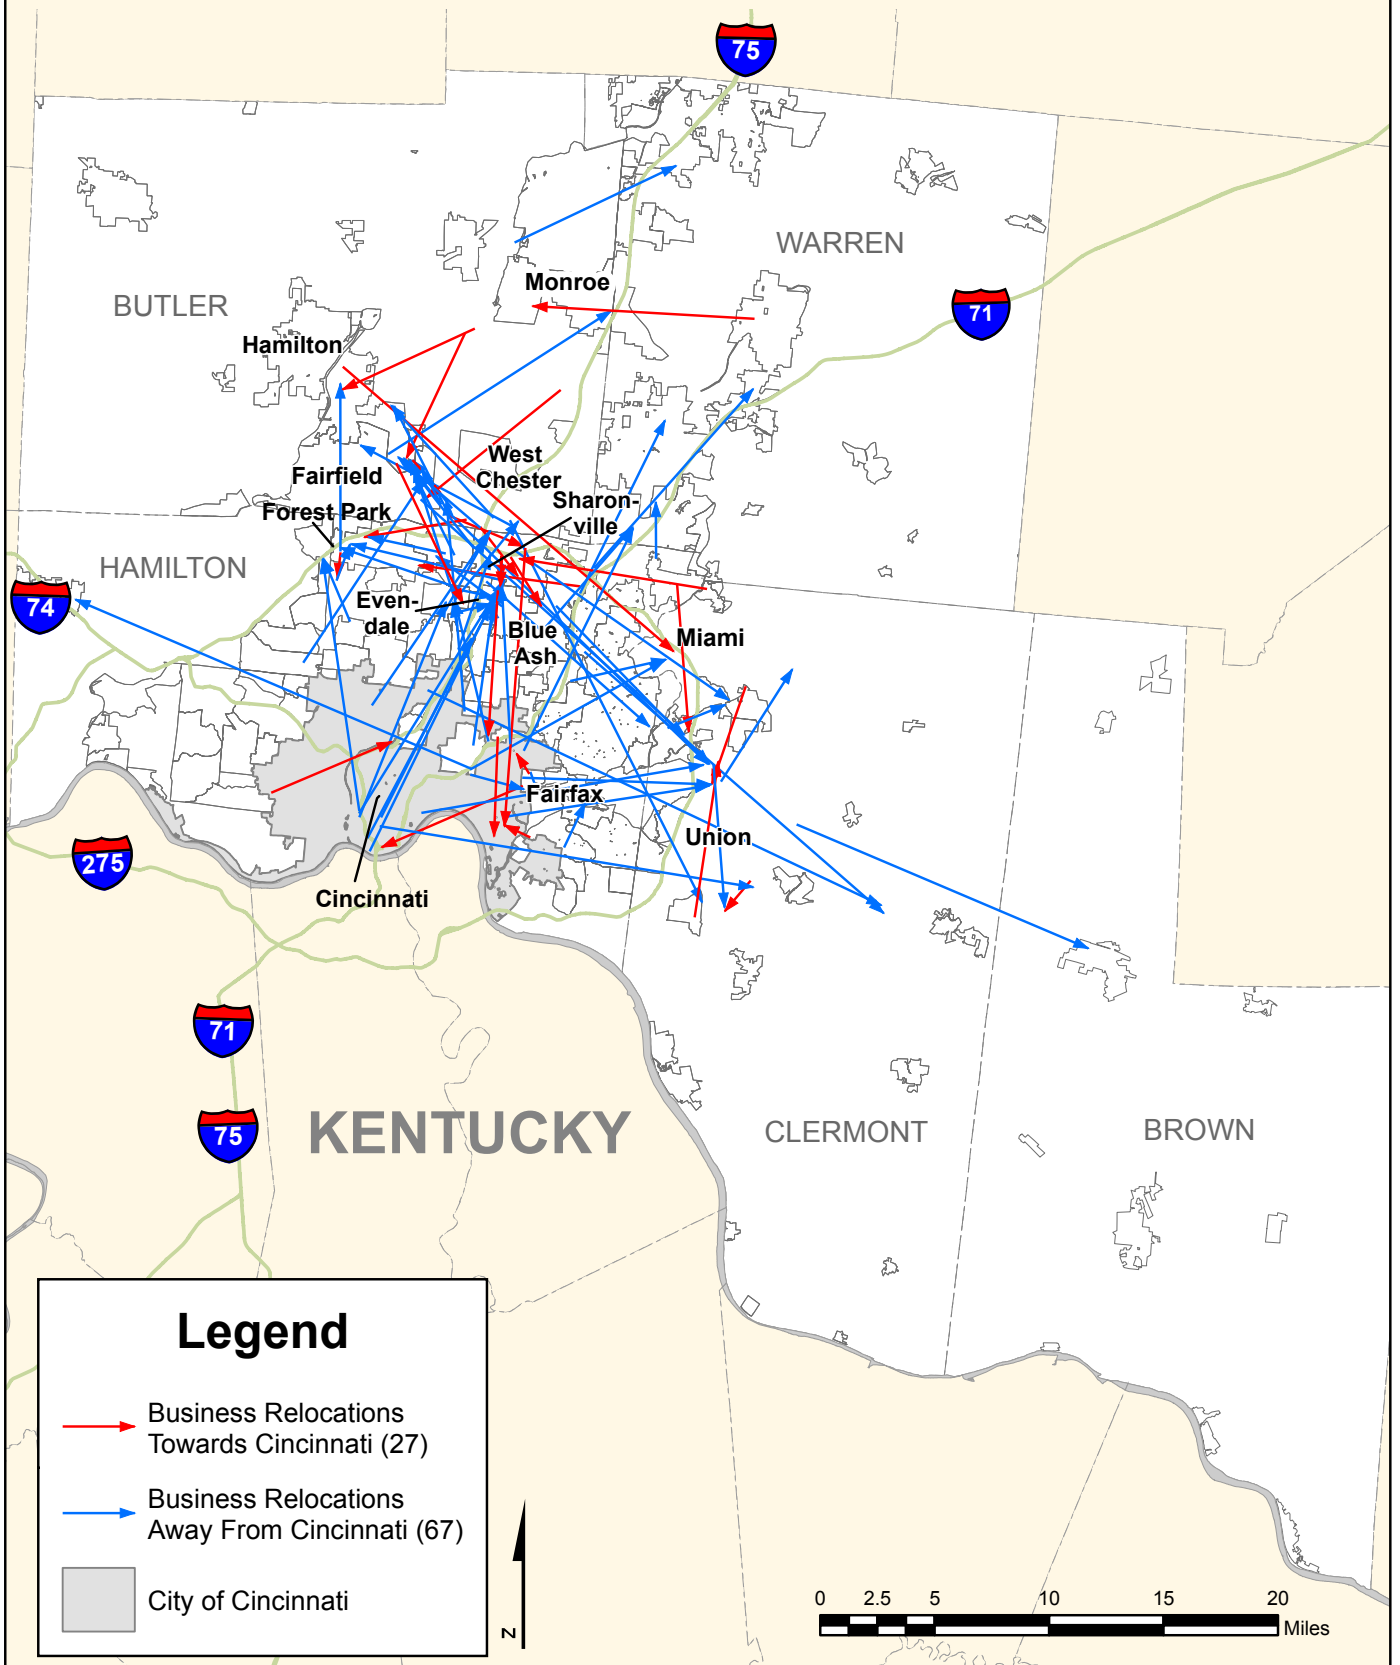 75
WARREN
Monroe
BUTLER
71
Hamilton
West
Chester
Fairfield
Sharon-
ville
Forest Park
HAMILTON
74
Even-
dale
Blue
Ash
Miami
Fairfax
Union
275
Cincinnati
71
75
KENTUCKY
CLERMONT
BROWN
Legend
Business Relocations
Towards Cincinnati (27)
Business Relocations
Away From Cincinnati (67)
City of Cincinnati
N
0 2.5 5 10 15 20
Miles